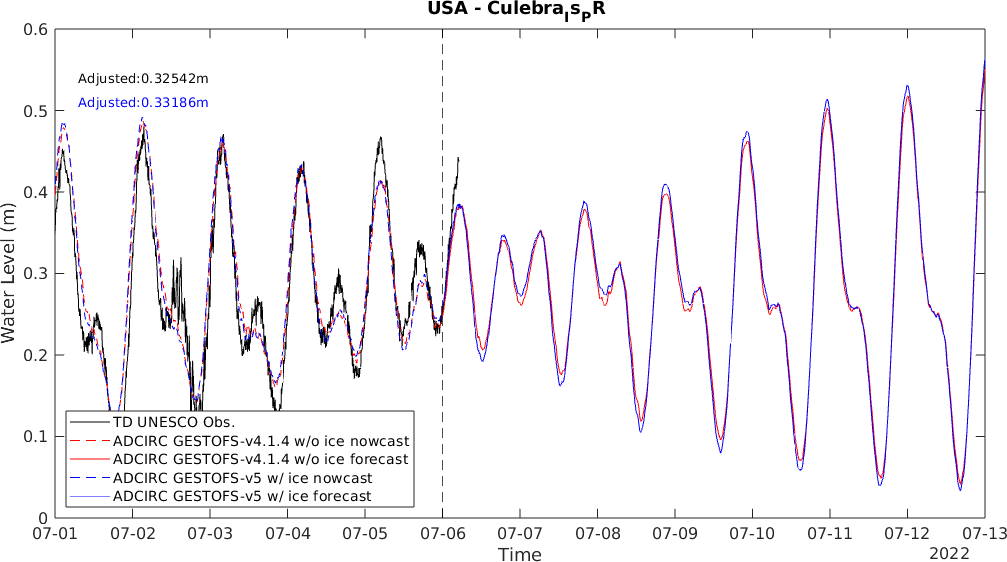 USA - Culebra_Is_PR
0.6
0.5
0.4
0.3
0.2
0.1
0
Water Level (m)
Adjusted:0.32542m
Adjusted:0.33186m
TD UNESCO Obs.
ADCIRC GESTOFS-v4.1.4 w/o ice nowcast
ADCIRC GESTOFS-v4.1.4 w/o ice forecast
ADCIRC GESTOFS-v5 w/ ice nowcast
ADCIRC GESTOFS-v5 w/ ice forecast
07-01 07-02 07-03 07-04 07-05 07-06 07-07 07-08 07-09 07-10 07-11 07-12 07-13
Time
2022